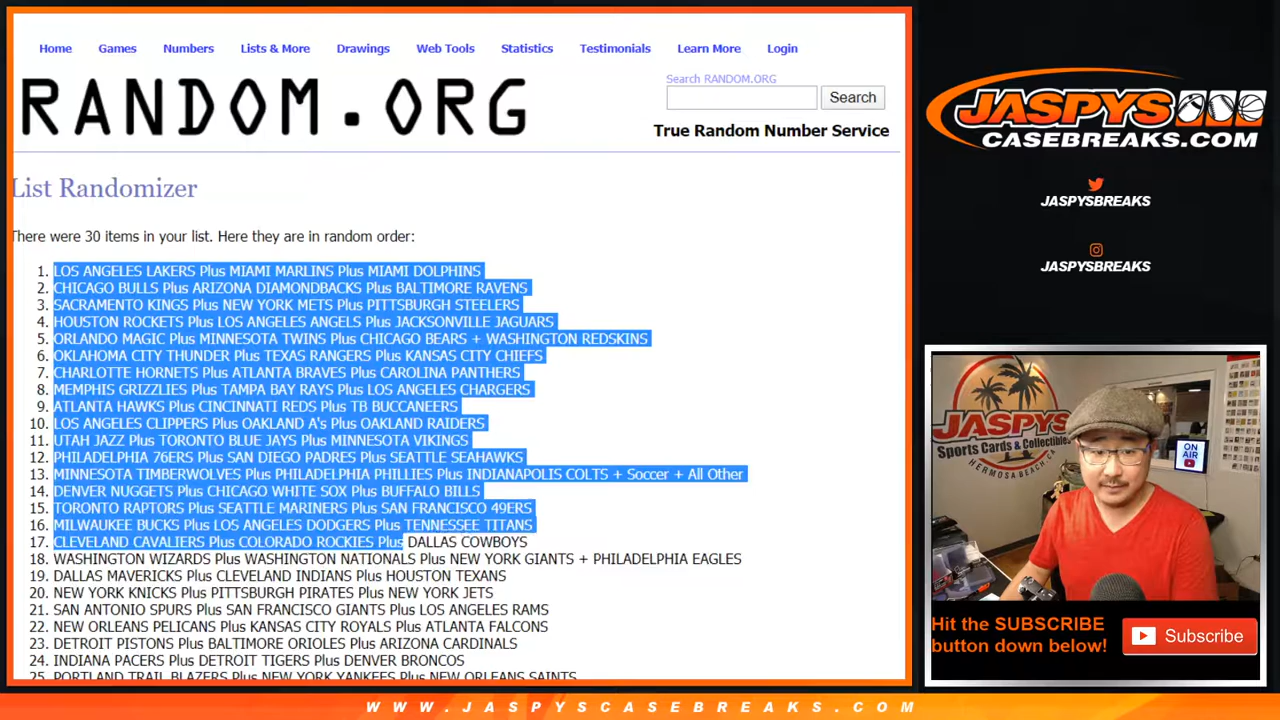 Home Games Numbers Lists & More Drawings Web Tools Statistics Testimonials Learn More Login
RANDOM.ORG
Search RANDOM.ORG
Search
True Random Number Service
List Randomizer
There were 30 items in your list. Here they are in random order:
1. LOS ANGELES LAKERS Plus MIAMI MARLINS Plus MIAMI DOLPHINS
2. CHICAGO BULLS Plus ARIZONA DIAMONDBACKS Plus BALTIMORE RAVENS
3. SACRAMENTO KINGS Plus NEW YORK METS Plus PITTSBURGH STEELERS
4. HOUSTON ROCKETS Plus LOS ANGELES ANGELS Plus JACKSONVILLE JAGUARS
5. ORLANDO MAGIC Plus MINNESOTA TWINS Plus CHICAGO BEARS + WASHINGTON REDSKINS
6. OKLAHOMA CITY THUNDER Plus TEXAS RANGERS Plus KANSAS CITY CHIEFS
7. CHARLOTTE HORNETS Plus ATLANTA BRAVES Plus CAROLINA PANTHERS
8. MEMPHIS GRIZZLIES Plus TAMPA BAY RAYS Plus LOS ANGELES CHARGERS
9. ATLANTA HAWKS Plus CINCINNATI REDS Plus TB BUCCANEERS
10. LOS ANGELES CLIPPERS Plus OAKLAND A's Plus OAKLAND RAIDERS
11. UTAH JAZZ Plus TORONTO BLUE JAYS Plus MINNESOTA VIKINGS
12. PHILADELPHIA 76ERS Plus SAN DIEGO PADRES Plus SEATTLE SEAHAWKS
13. MINNESOTA TIMBERWOLVES Plus PHILADELPHIA PHILLIES Plus INDIANAPOLIS COLTS + Soccer + All Other
14. DENVER NUGGETS Plus CHICAGO WHITE SOX Plus BUFFALO BILLS
15. TORONTO RAPTORS Plus SEATTLE MARINERS Plus SAN FRANCISCO 49ERS
16. MILWAUKEE BUCKS Plus LOS ANGELES DODGERS Plus TENNESSEE TITANS
17. CLEVELAND CAVALIERS Plus COLORADO ROCKIES Plus DALLAS COWBOYS
18. WASHINGTON WIZARDS Plus WASHINGTON NATIONALS Plus NEW YORK GIANTS + PHILADELPHIA EAGLES
19. DALLAS MAVERICKS Plus CLEVELAND INDIANS Plus HOUSTON TEXANS
20. NEW YORK KNICKS Plus PITTSBURGH PIRATES Plus NEW YORK JETS
21. SAN ANTONIO SPURS Plus SAN FRANCISCO GIANTS Plus LOS ANGELES RAMS
22. NEW ORLEANS PELICANS Plus KANSAS CITY ROYALS Plus ATLANTA FALCONS
23. DETROIT PISTONS Plus BALTIMORE ORIOLES Plus ARIZONA CARDINALS
24. INDIANA PACERS Plus DETROIT TIGERS Plus DENVER BRONCOS
25. PORTLAND TRAIL BLAZERS Plus NEW YORK YANKEES Plus NEW ORLEANS SAINTS
JASPYS
CASEBREAKS.COM
JASPYSBREAKS
JASPYSBREAKS
JASPYS
Sports Cards & Collectibles
HERMOSA BEACH, CA
ON
AIR
Hit the SUBSCRIBE
button down below!
Subscribe
WWW.JASPYSCASEBREAKS.COM